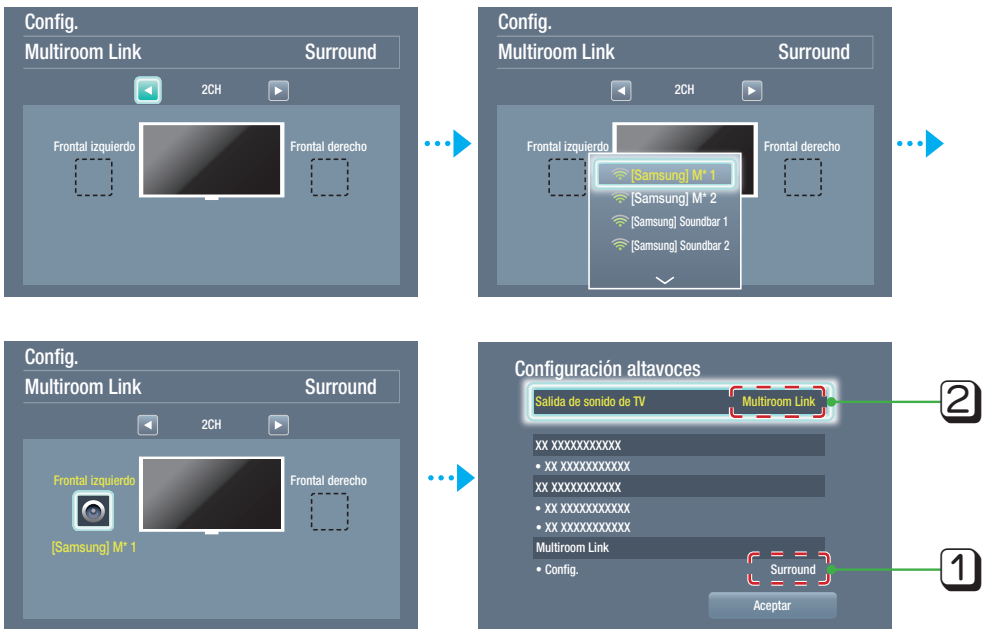 Config.
Multiroom Link Surround
2CH
Frontal izquierdo Frontal derecho
Config.
Multiroom Link Surround
2CH
Frontal izquierdo Frontal derecho
[Samsung] M* 1
[Samsung] M* 2
[Samsung] Soundbar 1
[Samsung] Soundbar 2
Config.
Multiroom Link Surround
2CH
Frontal izquierdo Frontal derecho
[Samsung] M* 1
Configuración altavoces
Salida de sonido de TV Multiroom Link
2
XX XXXXXXXXXXX
• XX XXXXXXXXXXX
XX XXXXXXXXXXX
• XX XXXXXXXXXXX
• XX XXXXXXXXXXX
Multiroom Link
• Config. Surround
1
Aceptar